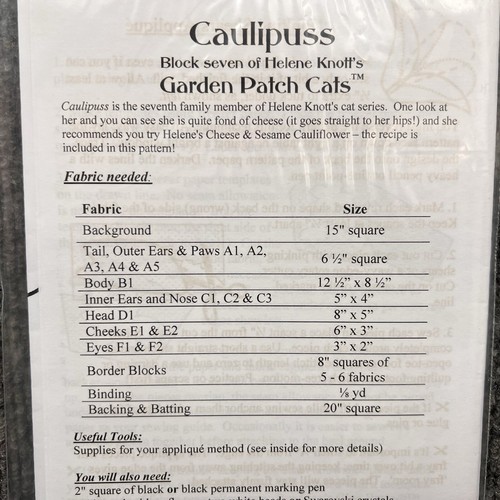 Caulipuss
Block seven of Helene Knott's
Garden Patch Cats™
Caulipuss is the seventh family member of Helene Knott's cat series. One look at
her and you can see she is quite fond of cheese (it goes straight to her hips!) and she
recommends you try Helene's Cheese & Sesame Cauliflower – the recipe is
included in this pattern!
Fabric needed:
Fabric Size
Background 15" square
Tail, Outer Ears & Paws A1, A2,
A3, A4 & A5 6 ½" square
Body B1 12 ½” x 8 ½”
Inner Ears and Nose C1, C2 & C3 5” x 4”
Head D1 8” x 5”
Cheeks E1 & E2 6” x 3”
Eyes F1 & F2 3” x 2”
Border Blocks 8" squares of
5 - 6 fabrics
Binding ⅛ yd
Backing & Batting 20" square
Useful Tools:
Supplies for your appliqué method (see inside for more details)
You will also need:
2" square of black or black permanent marking pen